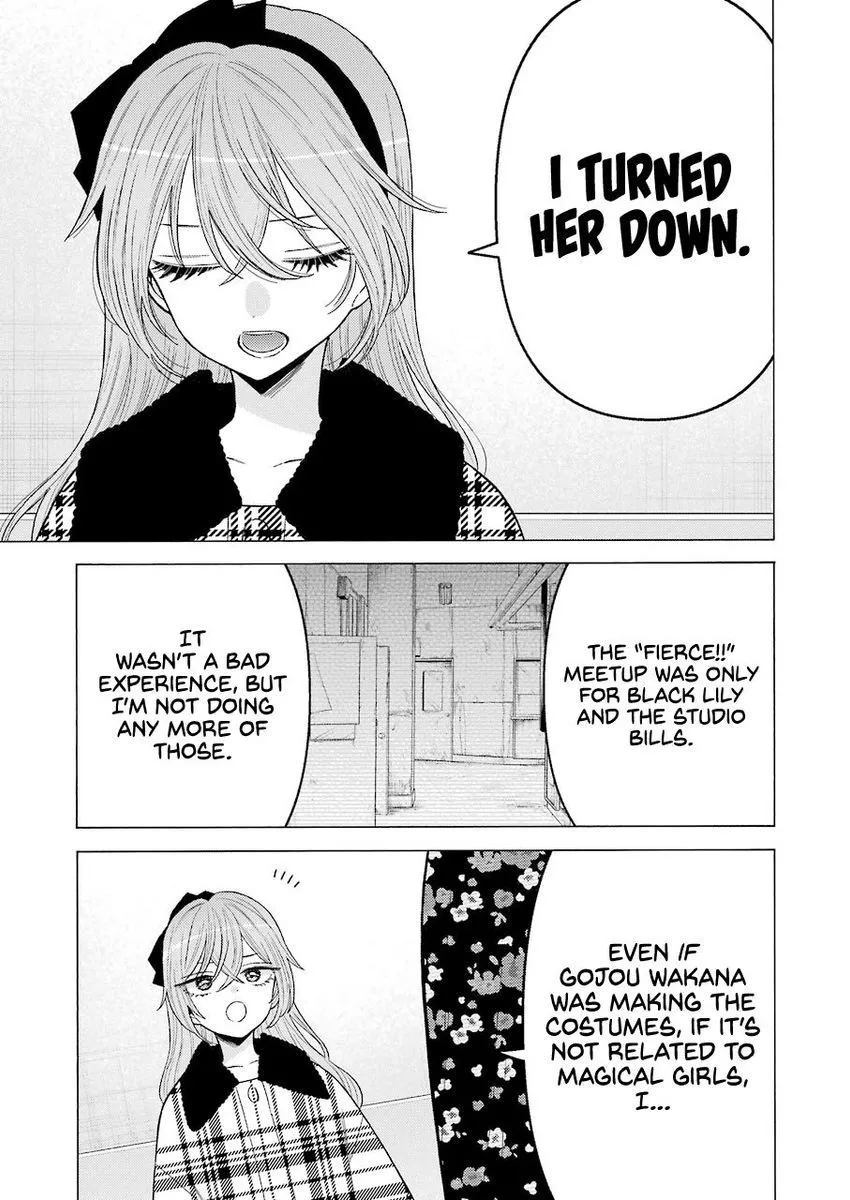 I TURNED
HER DOWN.
THE "FIERCE!!"
MEETUP WAS ONLY
FOR BLACK LILY
AND THE STUDIO
BILLS.
IT
WASN'T A BAD
EXPERIENCE, BUT
I'M NOT DOING
ANY MORE OF
THOSE.
EVEN IF
GOJOU WAKANA
WAS MAKING THE
COSTUMES, IF IT'S
NOT RELATED TO
MAGICAL GIRLS,
I...